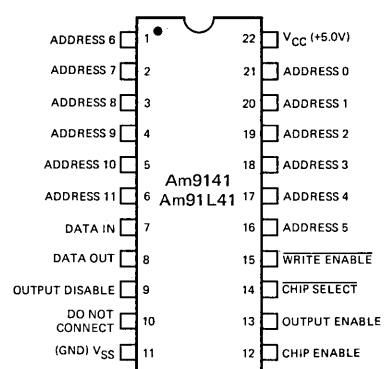 ADDRESS 6 1 22 VCC (+5.0V)
ADDRESS 7 2 21 ADDRESS 0
ADDRESS 8 3 20 ADDRESS 1
ADDRESS 9 4 19 ADDRESS 2
ADDRESS 10 5 18 ADDRESS 3
Am9141
ADDRESS 11 6 Am91L41 17 ADDRESS 4
DATA IN 7 16 ADDRESS 5
DATA OUT 8 15 WRITE ENABLE
OUTPUT DISABLE 9 14 CHIP SELECT
DO NOT
CONNECT 10 13 OUTPUT ENABLE
(GND) VSS 11 12 CHIP ENABLE